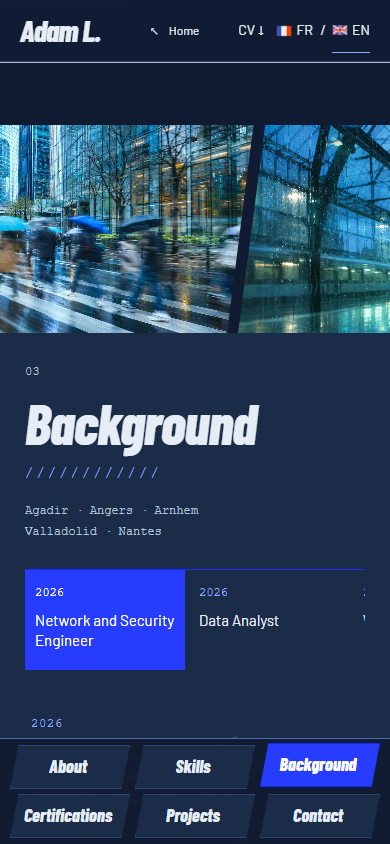 Adam L.
↖ Home
CV ↓ FR / EN
03
Background
////////////
Agadir · Angers · Arnhem
Valladolid · Nantes
2026
Network and Security
Engineer
2026
Data Analyst
2026
About
Skills
Background
Certifications
Projects
Contact